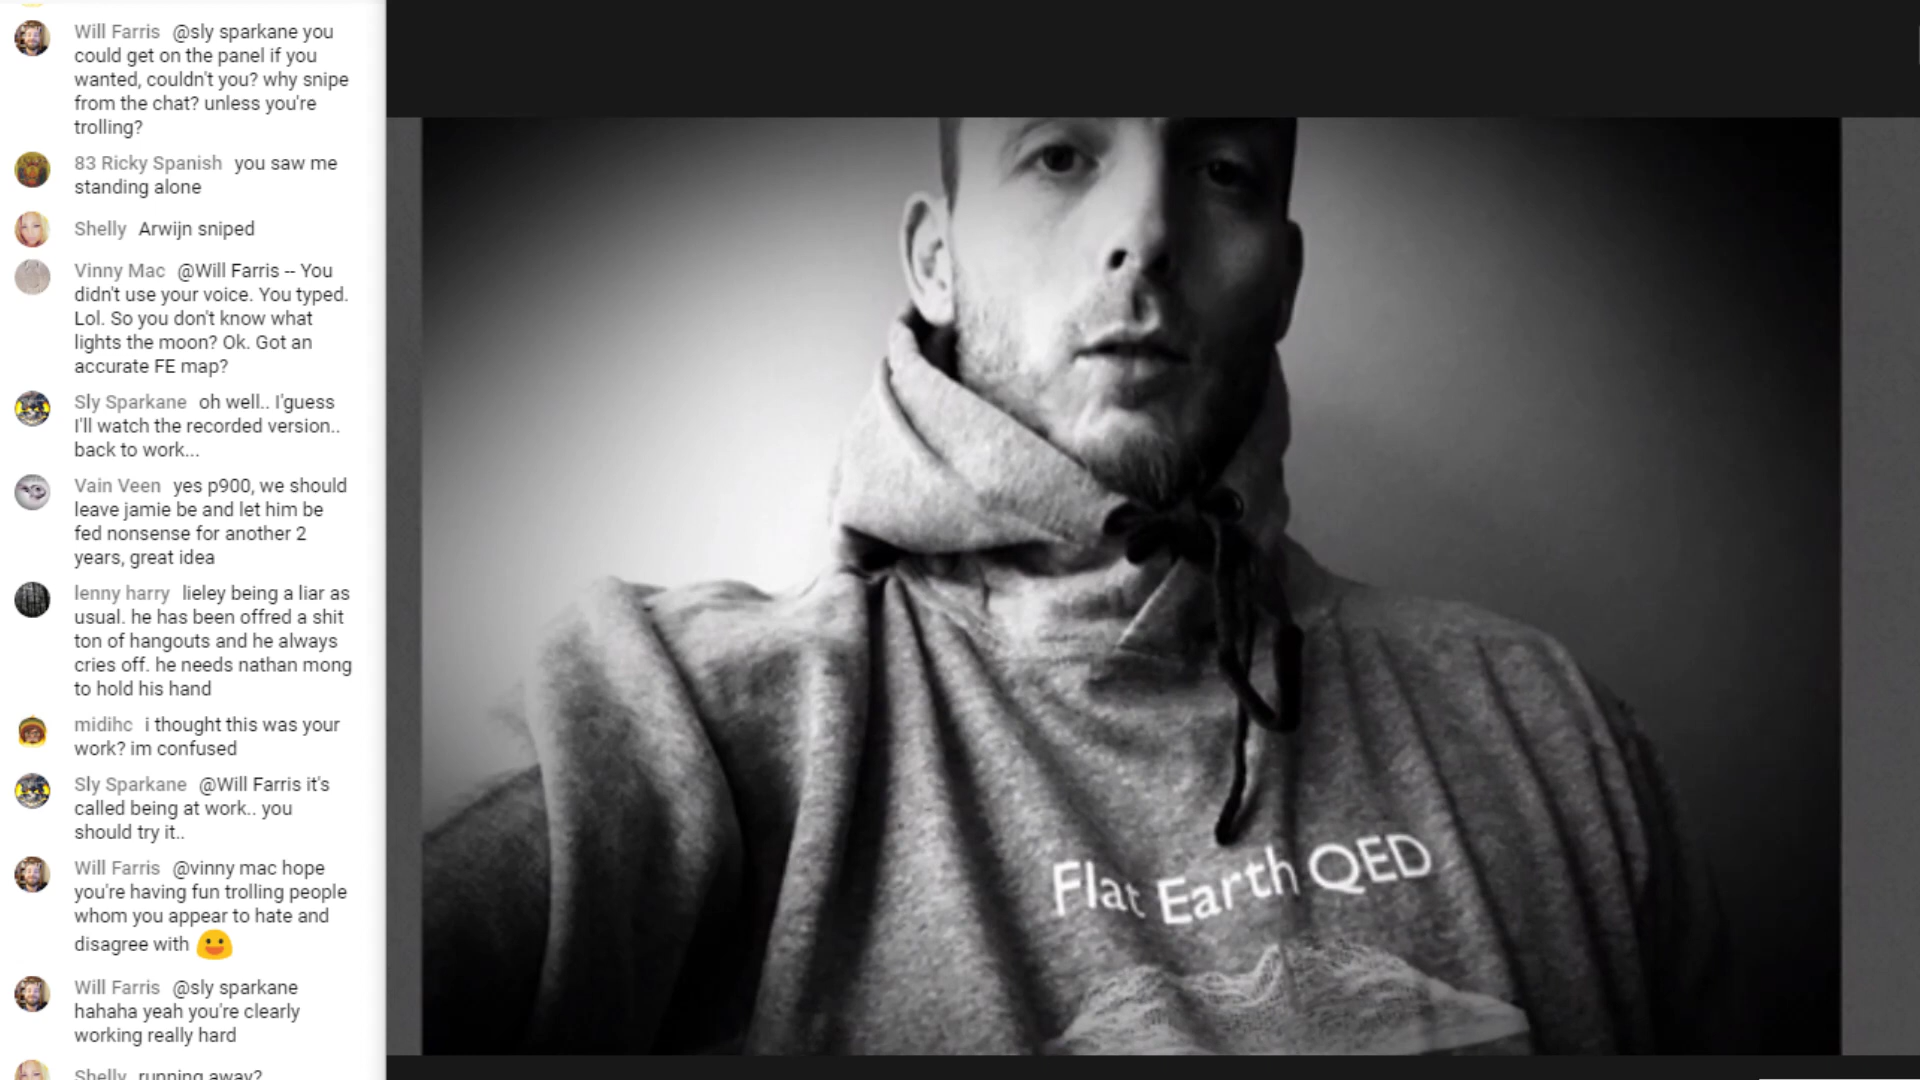 Will Farris @sly sparkane you
could get on the panel if you
wanted, couldn't you? why snipe
from the chat? unless you're
trolling?
83 Ricky Spanish you saw me
standing alone
Shelly Arwijn sniped
Vinny Mac @Will Farris -- You
didn't use your voice. You typed.
Lol. So you don't know what
lights the moon? Ok. Got an
accurate FE map?
Sly Sparkane oh well.. I'guess
I'll watch the recorded version..
back to work...
Vain Veen yes p900, we should
leave jamie be and let him be
fed nonsense for another 2
years, great idea
lenny harry lieley being a liar as
usual. he has been offred a shit
ton of hangouts and he always
cries off. he needs nathan mong
to hold his hand
midihc i thought this was your
work? im confused
Sly Sparkane @Will Farris it's
called being at work.. you
should try it..
Will Farris @vinny mac hope
you're having fun trolling people
whom you appear to hate and
disagree with
Will Farris @sly sparkane
hahaha yeah you're clearly
working really hard
Shelly running away?
Flat Earth QED